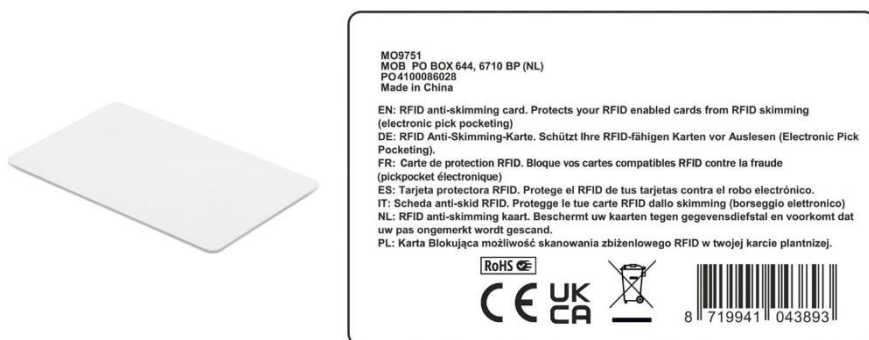 MO9751
MOB PO BOX 644, 6710 BP (NL)
PO4100086028
Made in China
EN: RFID anti-skimming card. Protects your RFID enabled cards from RFID skimming
(electronic pick pocketing)
DE: RFID Anti-Skimming-Karte. Schützt Ihre RFID-fähigen Karten vor Auslesen (Electronic Pick
Pocketing).
FR: Carte de protection RFID. Bloque vos cartes compatibles RFID contre la fraude
(pickpocket électronique)
ES: Tarjeta protectora RFID. Protege el RFID de tus tarjetas contra el robo electrónico.
IT: Scheda anti-skid RFID. Protegge le tue carte RFID dallo skimming (borseggio elettronico)
NL: RFID anti-skimming kaart. Beschermt uw kaarten tegen gegevensdiefstal en voorkomt dat
uw pas ongemerkt wordt gescand.
PL: Karta Blokująca możliwość skanowania zbiżenlowego RFID w twojej karcie plantnizej.
RoHS
CE UK
CA
8 719941 043893